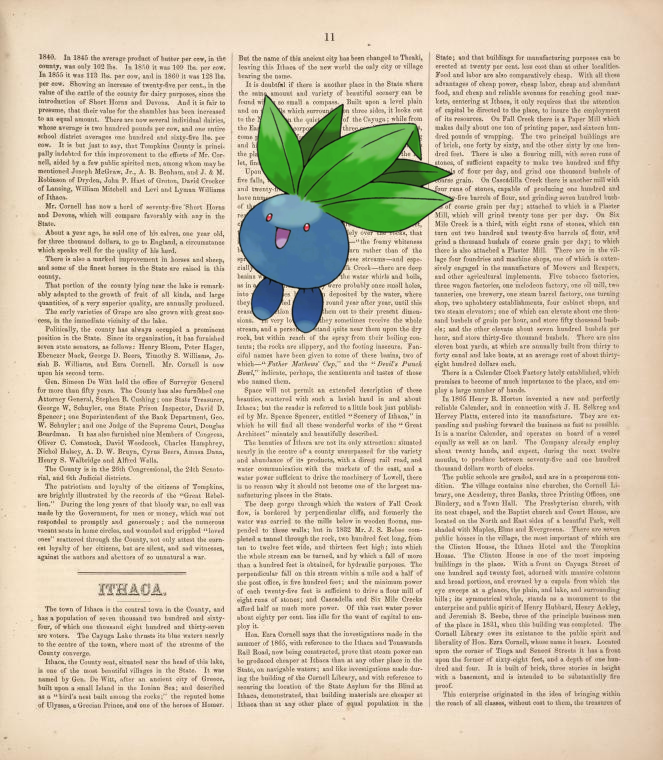 11
1840. In 1845 the average product of butter per cow, in the
county, was only 102 lbs. In 1850 it was 109 lbs. per cow.
In 1855 it was 113 lbs. per cow, and in 1860 it was 128 lbs.
per cow. Showing an increase of twenty-five per cent., in the
value of the cattle of the county for dairy purposes, since the
introduction of Short Horns and Devons. And it is fair to
presume, that their value for the shambles has been increased
to an equal amount. There are now several individual dairies,
whose average is two hundred pounds per cow, and one entire
school district averages one hundred and sixty-five lbs. per
cow. It is but just to say, that Tompkins County is princi-
pally indebted for this improvement to the efforts of Mr. Cor-
nell, aided by a few public spirited men, among whom may be
mentioned Joseph McGraw, Jr., A. B. Benham, and J. & M.
Robinson of Dryden, John P. Hart of Groton, David Crocker
of Lansing, William Mitchell and Levi and Lyman Williams
of Ithaca.
Mr. Cornell has now a herd of seventy-five Short Horns
and Devons, which will compare favorably with any in the
State.
About a year ago, he sold one of his calves, one year old,
for three thousand dollars, to go to England, a circumstance
which speaks well for the quality of his herd.
There is also a marked improvement in horses and sheep,
and some of the finest horses in the State are raised in this
county.
That portion of the county lying near the lake is remark-
ably adapted to the growth of fruit of all kinds, and large
quantities, of a very superior quality, are annually produced.
The early varieties of Grape are also grown with great suc-
cess, in the immediate vicinity of the lake.
Politically, the county has always occupied a prominent
position in the State. Since its organization, it has furnished
seven State senators, as follows: Henry Bloom, Peter Hager,
Ebenezer Mack, George D. Beers, Timothy S. Williams, Jo-
siah B. Williams, and Ezra Cornell. Mr. Cornell is now
upon his second term.
Gen. Simeon De Witt held the office of Surveyor General
for more than fifty years. The County has also furnished one
Attorney General, Stephen B. Cushing; one State Treasurer,
George W. Schuyler, one State Prison Inspector, David D.
Spencer; one Superintendent of the Bank Department, Geo.
W. Schuyler; and one Judge of the Supreme Court, Douglas
Boardman. It has also furnished nine Members of Congress,
Oliver C. Comstock, David Woodcock, Charles Humphrey,
Nichol Halsey, A. D. W. Bruyn, Cyrus Beers, Amasa Dana,
Henry S. Walbridge and Alfred Wells.
The County is in the 26th Congressional, the 24th Senato-
rial, and 6th Judicial districts.
The patriotism and loyalty of the citizens of Tompkins,
are brightly illustrated by the records of the "Great Rebel-
lion." During the long years of that bloody war, no call was
made by the Government, for men or money, which was not
responded to promptly and generously; and the numerous
vacant seats in home circles, and wounded and crippled "loved
ones" scattered through the County, not only attest the earn-
est loyalty of her citizens, but are silent, and sad witnesses,
against the authors and abettors of so unnatural a war.
ITHACA.
The town of Ithaca is the central town in the County, and
has a population of seven thousand two hundred and sixty-
four, of which one thousand eight hundred and thirty-seven
are voters. The Cayuga Lake thrusts its blue waters nearly
to the centre of the town, where most of the streams of the
County converge.
Ithaca, the County seat, situated near the head of this lake,
is one of the most beautiful villages in the State. It was
named by Gen. De Witt, after an ancient city of Greece,
built upon a small Island in the Ionian Sea; and described
as a "bird's nest built among the rocks;" the reputed home
of Ulysses, a Grecian Prince, and one of the heroes of Homer.
But the name of this ancient city has been changed to Theaki,
leaving this Ithaca of the new world the only city or village
bearing the name.
It is doubtful if there is another place in the State where
the same amount and variety of beautiful scenery can be
found
Built upon a level plain
and on
which surround
three sides, it looks out
to the
the quiet
of the Cayuga; while from
the
three
come
and
the
let,
Upon
five falls,
and twenty-
have
of
the
over the rocks, that
—"the foamy whiteness
rather than of the
these streams—and espe-
cially
Creek—there are deep
basins
the water whirls and boils,
as in a
were probably once small holes,
into
deposited by the water, where
they
round year after year, until this
them out to their present dimen-
sions.
very
they sometimes receive the whole
stream, and a person
stand quite near them upon the dry
rock, but within reach of the spray from their boiling con-
tents; the rocks are slippery, and the footing insecure. Fan-
ciful names have been given to some of these basins, two of
which—"Father Mathews' Cup," and the "Devil's Punch
Bowl," indicate, perhaps, the sentiments and tastes of those
who named them.
Space will not permit an extended description of these
beauties, scattered with such a lavish hand in and about
Ithaca; but the reader is referred to a little book just publish-
ed by Mr. Spence Spencer, entitled "Scenery of Ithaca," in
which he will find all these wonderful works of the "Great
Architect" minutely and beautifully described.
The beauties of Ithaca are not its only attraction: situated
nearly in the centre of a county unsurpassed for the variety
and abundance of its products, with a direct rail road, and
water communication with the markets of the east, and a
water power sufficient to drive the machinery of Lowell, there
is no reason why it should not become one of the largest ma-
nufacturing places in the State.
The deep gorge through which the waters of Fall Creek
flow, is bordered by perpendicular cliffs, and formerly the
water was carried to the mills below in wooden flomes, sus-
pended to these walls; but in 1832 Mr. J. S. Beebee com-
pleted a tunnel through the rock, two hundred feet long, from
ten to twelve feet wide, and thirteen feet high; into which
the whole stream can be turned, and by which a fall of more
than a hundred feet is obtained, for hydraulic purposes. The
perpendicular fall on this stream within a mile and a half of
the post office, is five hundred feet; and the minimum power
of each twenty-five feet is sufficient to drive a flour mill of
eight runs of stones; and Cascadella and Six Mile Creeks
afford half as much more power. Of this vast water power
about eighty per cent. lies idle for the want of capital to em-
ploy it.
Hon. Ezra Cornell says that the investigations made in the
summer of 1865, with reference to the Ithaca and Tonawanda
Rail Road, now being constructed, prove that steam power can
be produced cheaper at Ithaca than at any other place in the
State, on navigable waters; and like investigations made dur-
ing the building of the Cornell Library, and with reference to
securing the location of the State Asylum for the Blind at
Ithaca, demonstrated, that building materials are cheaper at
Ithaca than at any other place of equal population in the
State; and that buildings for manufacturing purposes can be
erected at twenty per cent. less cost than at other localities.
Food and labor are also comparatively cheap. With all these
advantages of cheap power, cheap labor, cheap and abundant
food, and cheap and reliable avenues for reaching good mar-
kets, centering at Ithaca, it only requires that the attention
of capital be directed to the place, to insure the employment
of its resources. On Fall Creek there is a Paper Mill which
makes daily about one ton of printing paper, and sixteen hun-
dred pounds of wrapping. The two principal buildings are
of brick, one forty by sixty, and the other sixty by one hun-
dred feet. There is also a flouring mill, with seven runs of
stones, of sufficient capacity to make two hundred and fifty
of flour per day, and grind one thousand bushels of
coarse grain. On Cascadilla Creek there is another mill with
four runs of stones, capable of producing one hundred and
-five barrels of flour, and grinding seven hundred bush-
of coarse grain per day; attached to which is a Plaster
Mill, which will grind twenty tons per day. On Six
Mile Creek is a third, with eight runs of stones, which can
turn out two hundred and twenty-five barrels of flour, and
grind a thousand bushels of coarse grain per day; to which
there is also attached a Plaster Mill. There are in the vil-
lage four foundries and machine shops, one of which is exten-
sively engaged in the manufacture of Mowers and Reapers,
and other agricultural implements. Five tobacco factories,
three wagon factories, one melodeon factory, one oil mill, two
tanneries, one brewery, one steam barrel factory, one turning
shop, two upholstery establishments, four cabinet shops, and
two steam elevators; one of which can elevate about one thou-
sand bushels of grain per hour, and store fifty thousand bush-
els; and the other elevate about seven hundred bushels per
hour, and store thirty-five thousand bushels. There are also
eleven boat yards, at which are annually built from thirty to
forty canal and lake boats, at an average cost of about thirty-
eight hundred dollars each.
There is a Calender Clock Factory lately established, which
promises to become of much importance to the place, and em-
ploy a large number of hands.
In 1865 Henry B. Horton invented a new and perfectly
reliable Calender, and in connection with J. H. Selkreg and
Hervey Platts, entered into its manufacture. They are ex-
panding and pushing forward the business as fast as possible.
It is a marine Calender, and operates on board of a vessel
equally as well as on land. The Company already employ
about twenty hands, and expect, during the next twelve
months, to produce between seventy-five and one hundred
thousand dollars worth of clocks.
The public schools are graded, and are in a prosperous con-
dition. The village contains also churches, the Cornell Li-
brary, one Academy, three Banks, three Printing Offices, one
Bindery, and a Town Hall. The Presbyterian church, with
its neat chapel, and the Baptist church and Court House, are
located on the North and East sides of a beautiful Park, well
shaded with Maples, Elms and Evergreens. There are seven
public houses in the village, the most important of which are
the Clinton House, the Ithaca Hotel and the Tompkins
House. The Clinton House is one of the most imposing
buildings in the place. With a front on Cayuga Street of
one hundred and twenty feet, adorned with massive columns
and broad porticos, and crowned by a cupola from which the
eye sweeps at a glance, the plain, and lake, and surrounding
hills; its symmetrical whole, stands as a monument to the
enterprise and public spirit of Henry Hibbard, Henry Ackley,
and Jeremiah S. Beebe, three of the principal business men
of the place in 1831, when this building was completed. The
Cornell Library owes its existence to the public spirit and
liberality of Hon. Ezra Cornell, whose name it bears. Located
upon the corner of Tioga and Seneca Streets it has a front
upon the former of sixty-eight feet, and a depth of one hun-
dred and four. It is built of brick, three stories in height
with a basement, and is intended to be substantially fire
proof.
This enterprise originated in the idea of bringing within
the reach of all classes, without cost to them, the treasures of